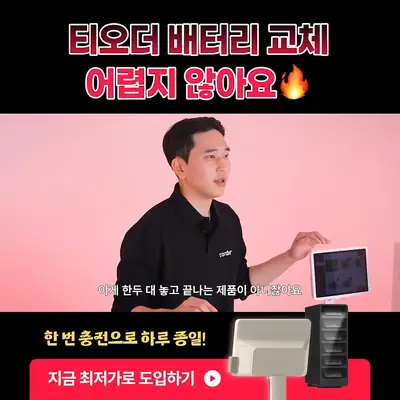 티오더 배터리 교체
어렵지 않아요
t'order
이게 한두 대 놓고 끝나는 제품이 아니잖아요
한 번 충전으로 하루 종일!
지금 최저가로 도입하기